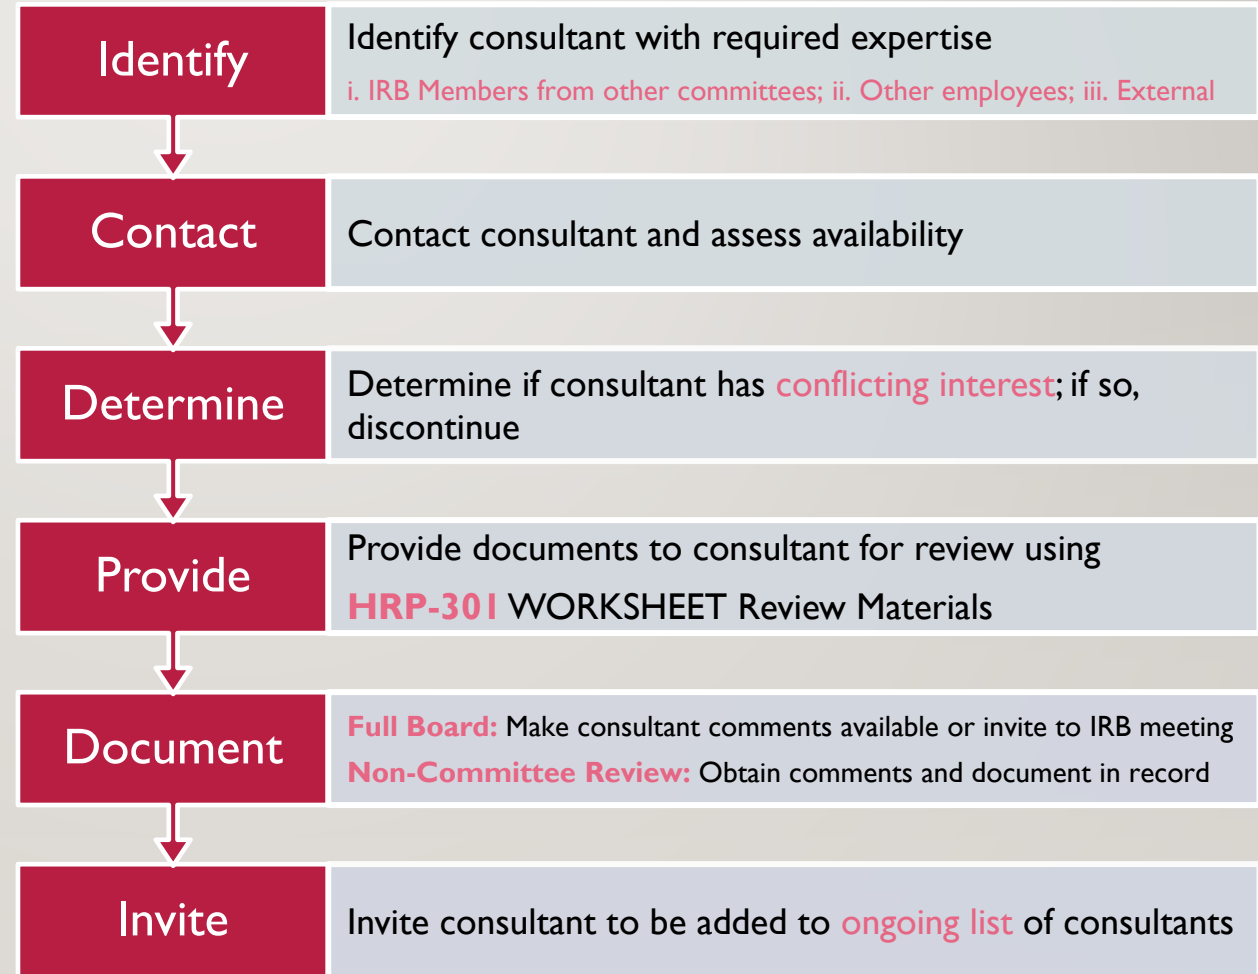 Identify
Identify consultant with required expertise
i. IRB Members from other committees; ii. Other employees; iii. External
Contact
Contact consultant and assess availability
Determine
Determine if consultant has conflicting interest; if so,
discontinue
Provide
Provide documents to consultant for review using
HRP-301 WORKSHEET Review Materials
Document
Full Board: Make consultant comments available or invite to IRB meeting
Non-Committee Review: Obtain comments and document in record
Invite
Invite consultant to be added to ongoing list of consultants